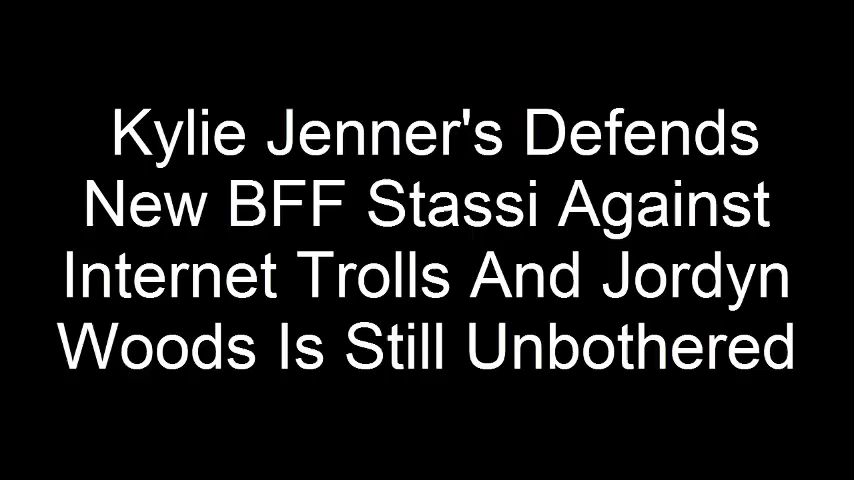 Kylie Jenner's Defends
New BFF Stassi Against
Internet Trolls And Jordyn
Woods Is Still Unbothered